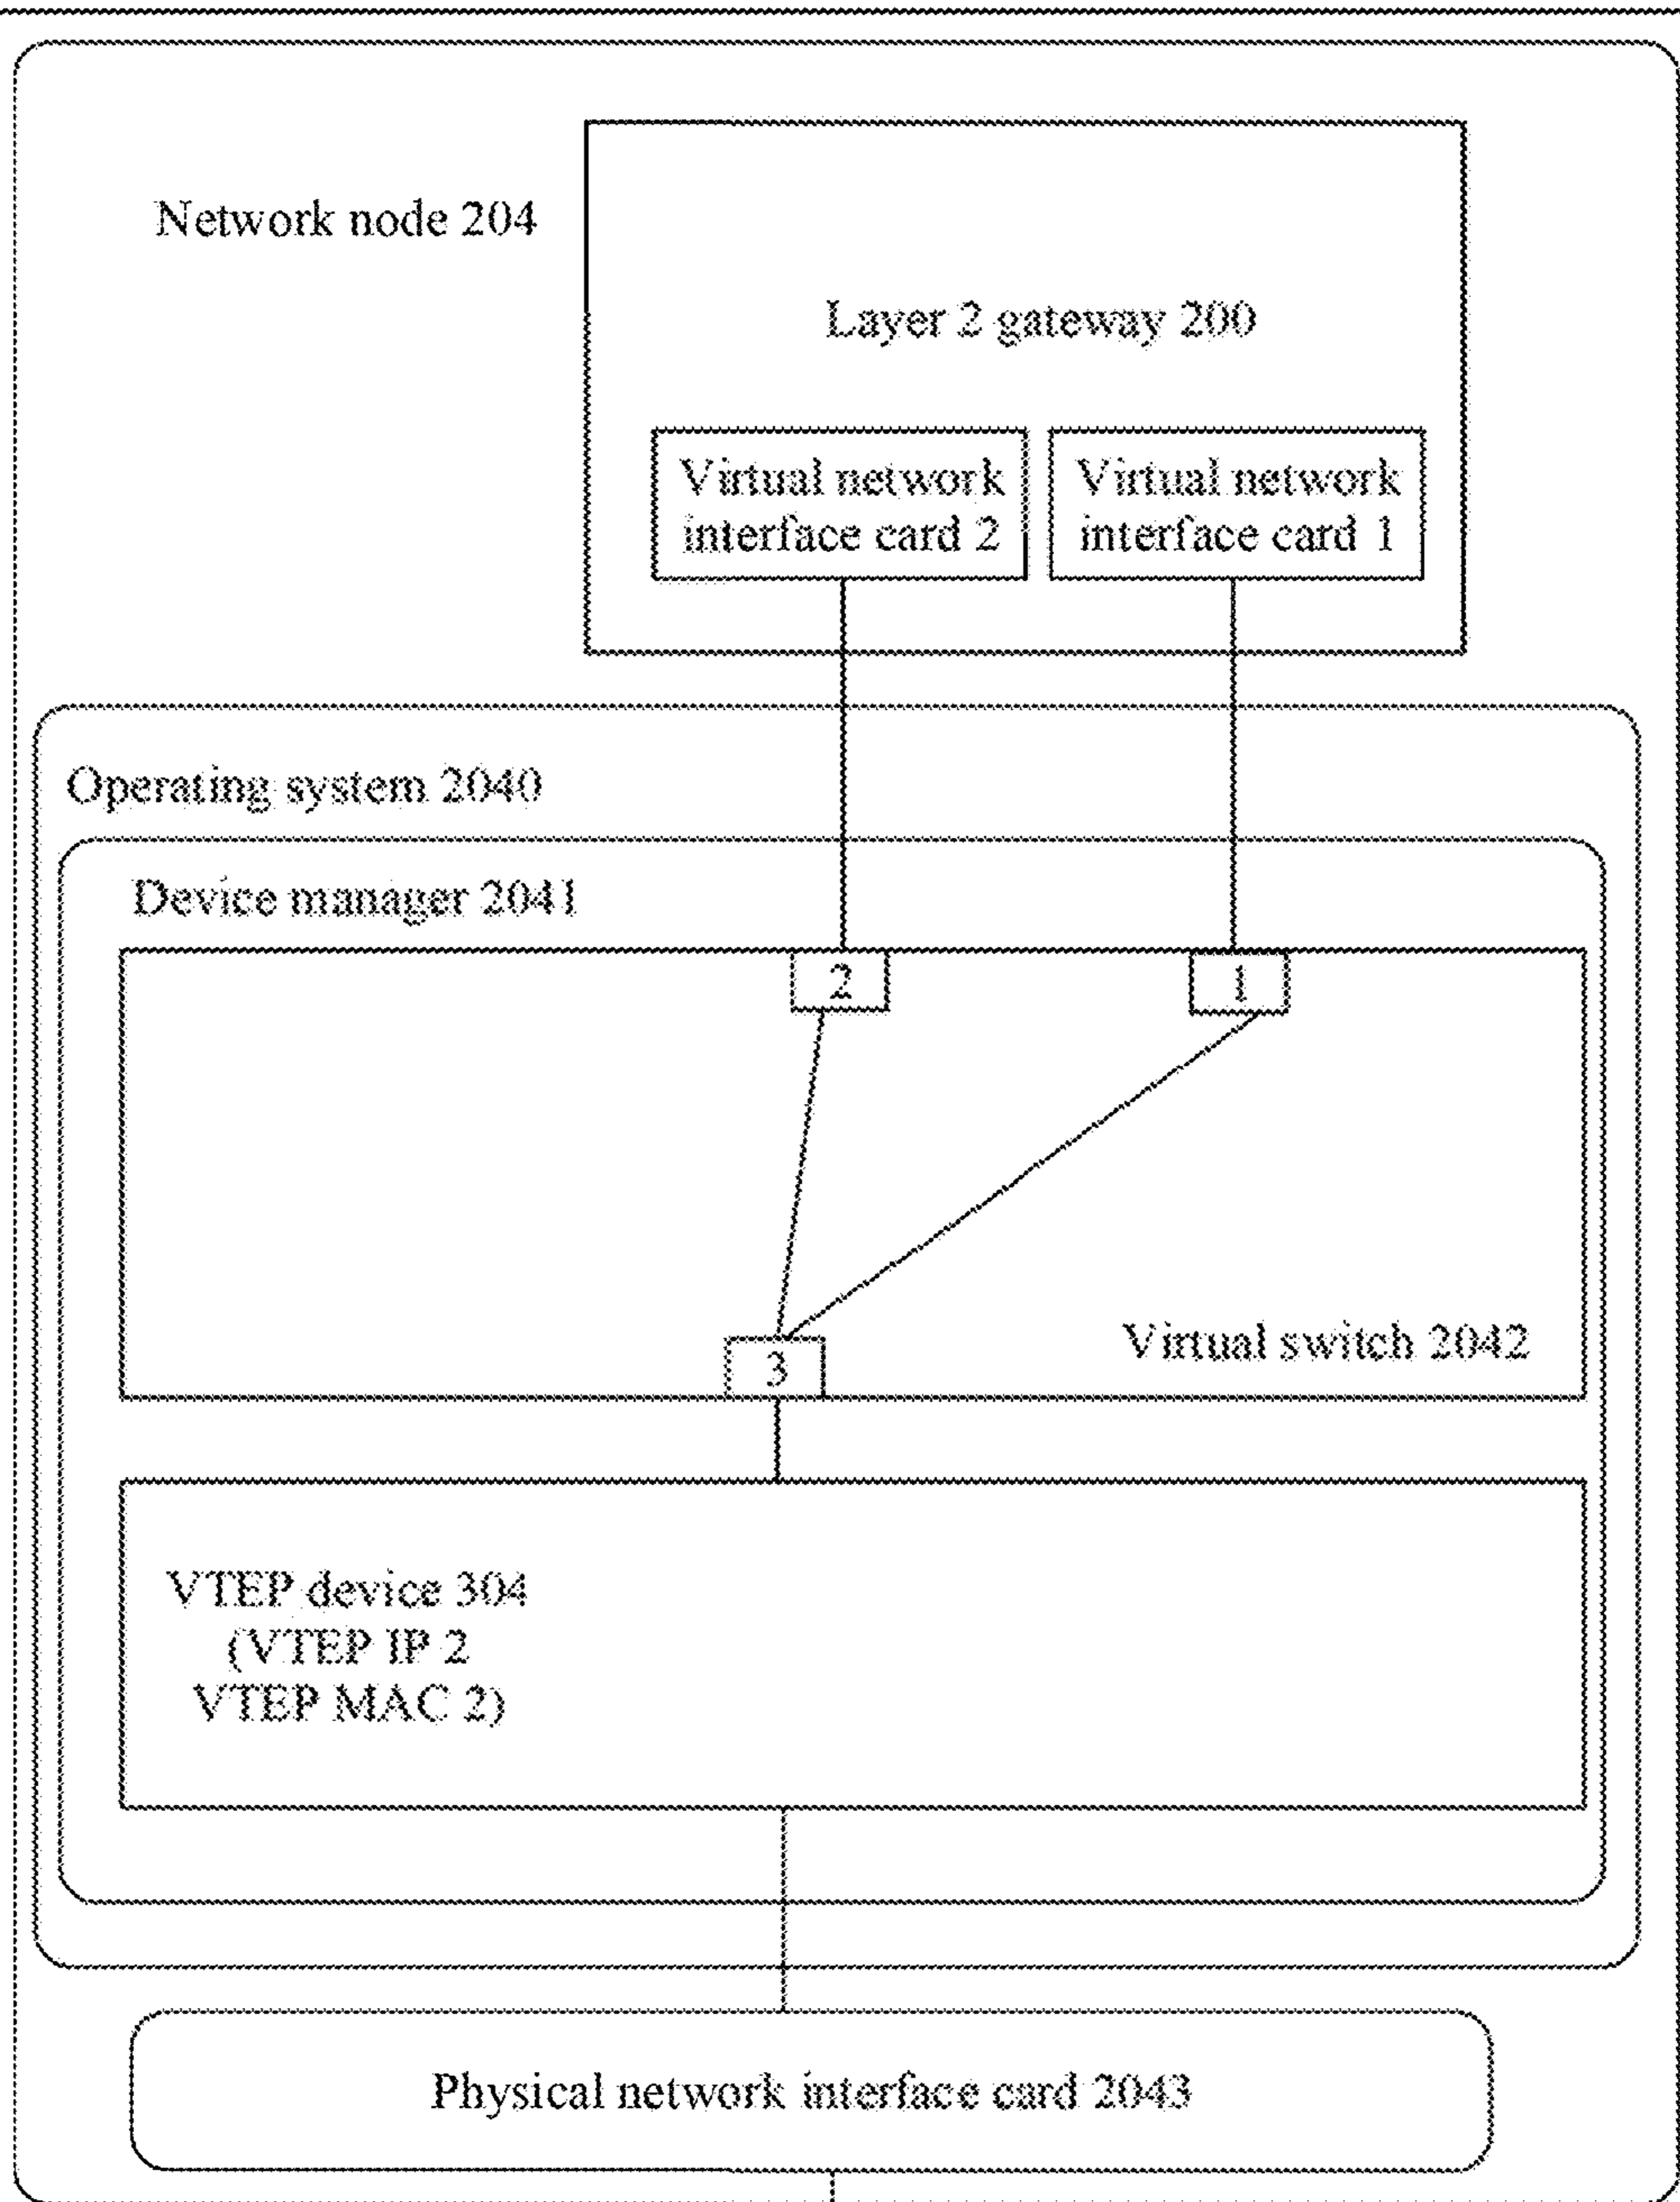 Network node 204
Layer 2 gateway 200
Virtual network
interface card 2
Virtual network
interface card 1
Operating system 2040
Device manager 2041
2
1
3
Virtual switch 2042
VTEP device 304
(VTEP IP 2
VTEP MAC 2)
Physical network interface card 2043